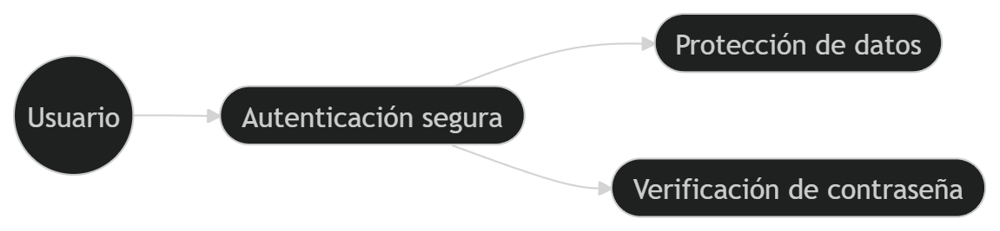 Usuario
Autenticación segura
Protección de datos
Verificación de contraseña